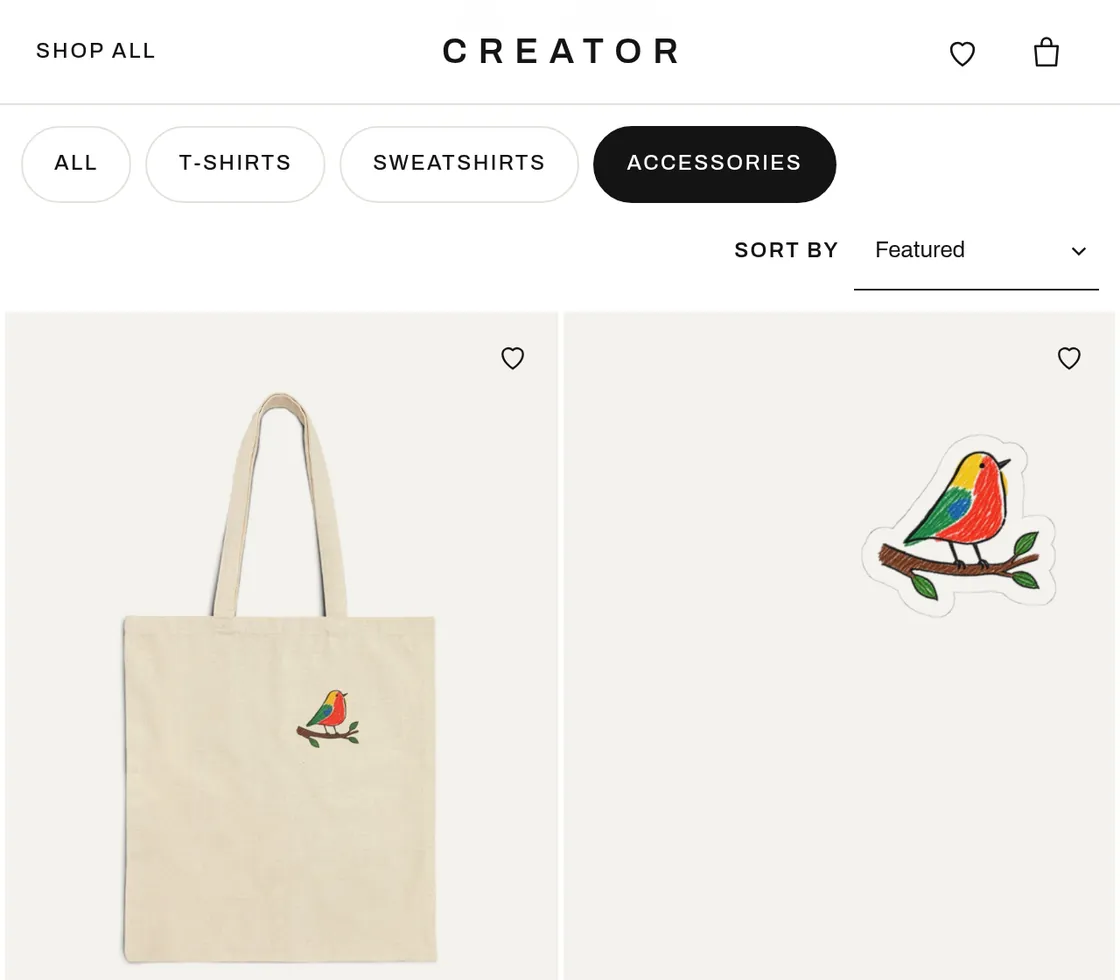 SHOP ALL
CREATOR
ALL
T-SHIRTS
SWEATSHIRTS
ACCESSORIES
SORT BY
Featured